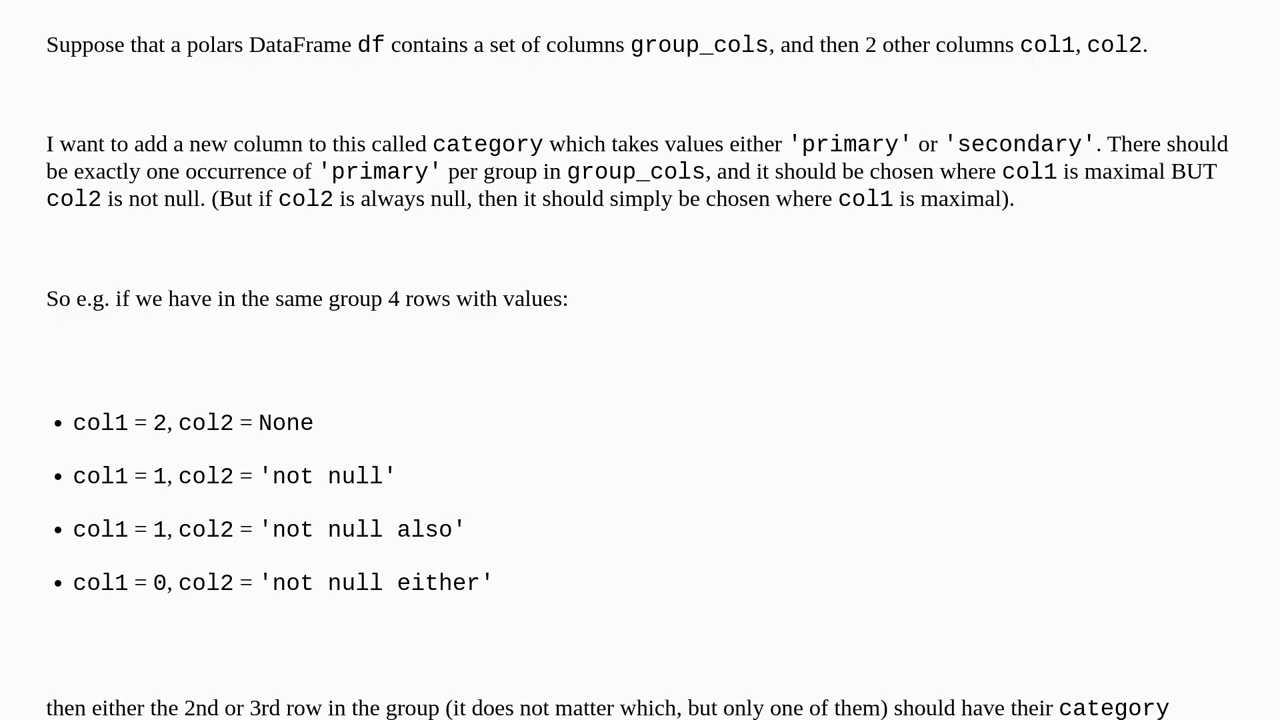 Suppose that a polars DataFrame df contains a set of columns group_cols, and then 2 other columns col1, col2.
I want to add a new column to this called category which takes values either 'primary' or 'secondary'. There should
be exactly one occurrence of 'primary' per group in group_cols, and it should be chosen where col1 is maximal BUT
col2 is not null. (But if col2 is always null, then it should simply be chosen where col1 is maximal).
So e.g. if we have in the same group 4 rows with values:
• col1 = 2, col2 = None
• col1 = 1, col2 = 'not null'
• col1 = 1, col2 = 'not null also'
• col1 = 0, col2 = 'not null either'
then either the 2nd or 3rd row in the group (it does not matter which, but only one of them) should have their category